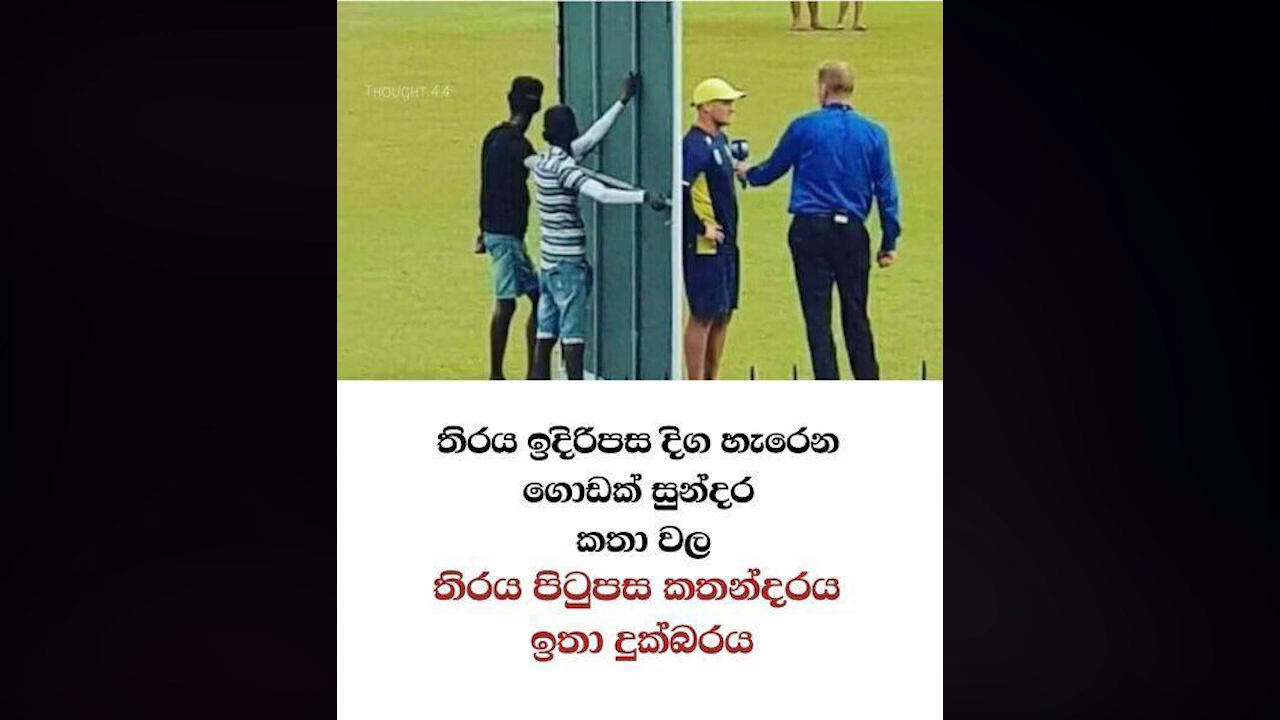 THOUGHT 4.4
තිරය ඉදිරිපස දිග හැරෙන
ගොඩක් සුන්දර
කතා වල
තිරය පිටුපස කතන්දරය
ඉතා දුක්බරය